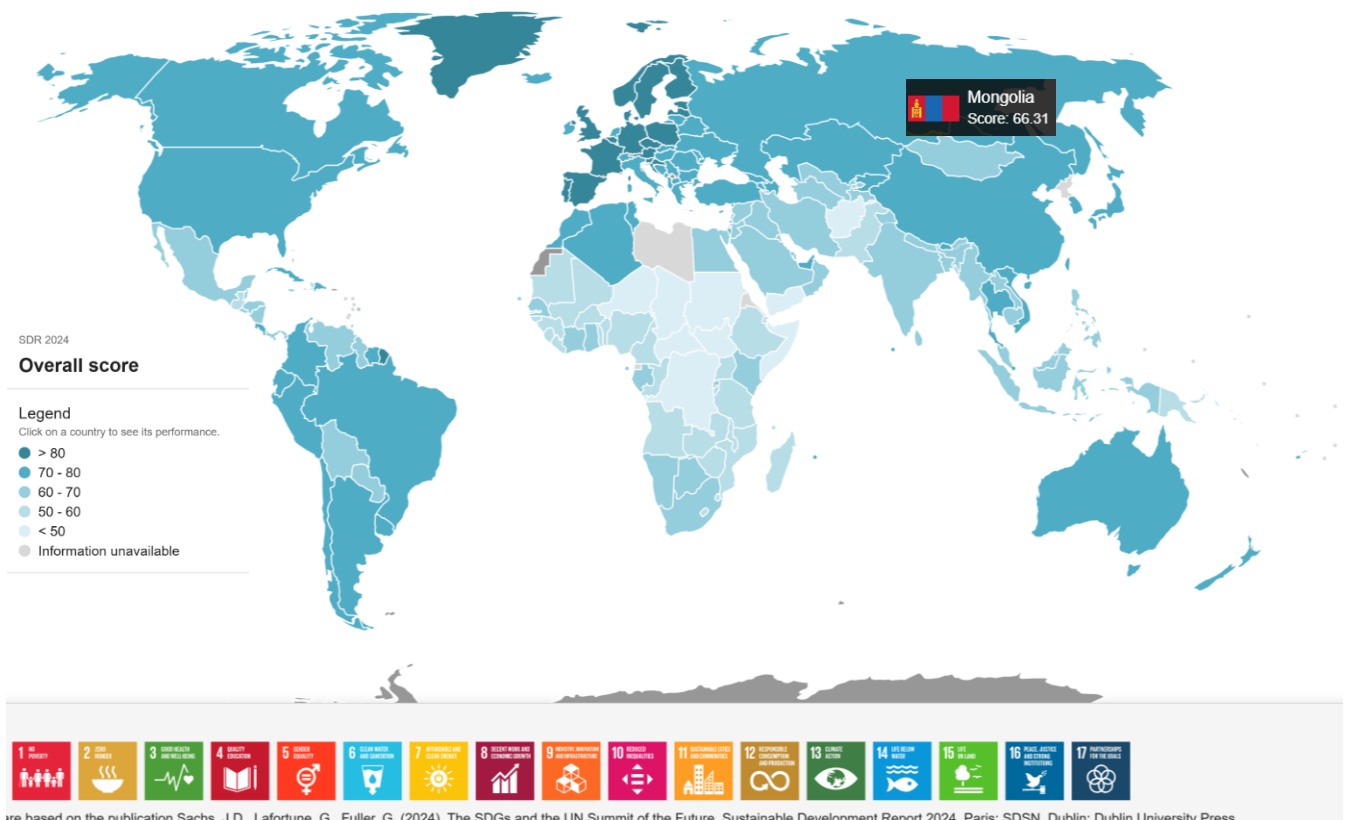 Mongolia
Score: 66.31
SDR 2024
Overall score
Legend
Click on a country to see its performance.
> 80
70 - 80
60 - 70
50 - 60
< 50
Information unavailable
1 NO
POVERTY
2 ZERO
HUNGER
3 GOOD HEALTH
AND WELL-BEING
4 QUALITY
EDUCATION
5 GENDER
EQUALITY
6 CLEAN WATER
AND SANITATION
7 AFFORDABLE AND
CLEAN ENERGY
8 DECENT WORK AND
ECONOMIC GROWTH
9 INDUSTRY, INNOVATION
AND INFRASTRUCTURE
10 REDUCED
INEQUALITIES
11 SUSTAINABLE CITIES
AND COMMUNITIES
12 RESPONSIBLE
CONSUMPTION
AND PRODUCTION
13 CLIMATE
ACTION
14 LIFE BELOW
WATER
15 LIFE
ON LAND
16 PEACE, JUSTICE
AND STRONG
INSTITUTIONS
17 PARTNERSHIPS
FOR THE GOALS
are based on the publication Sachs, J.D., Lafortune, G., Fuller, G. (2024). The SDGs and the UN Summit of the Future. Sustainable Development Report 2024. Paris: SDSN, Dublin: Dublin University Press.